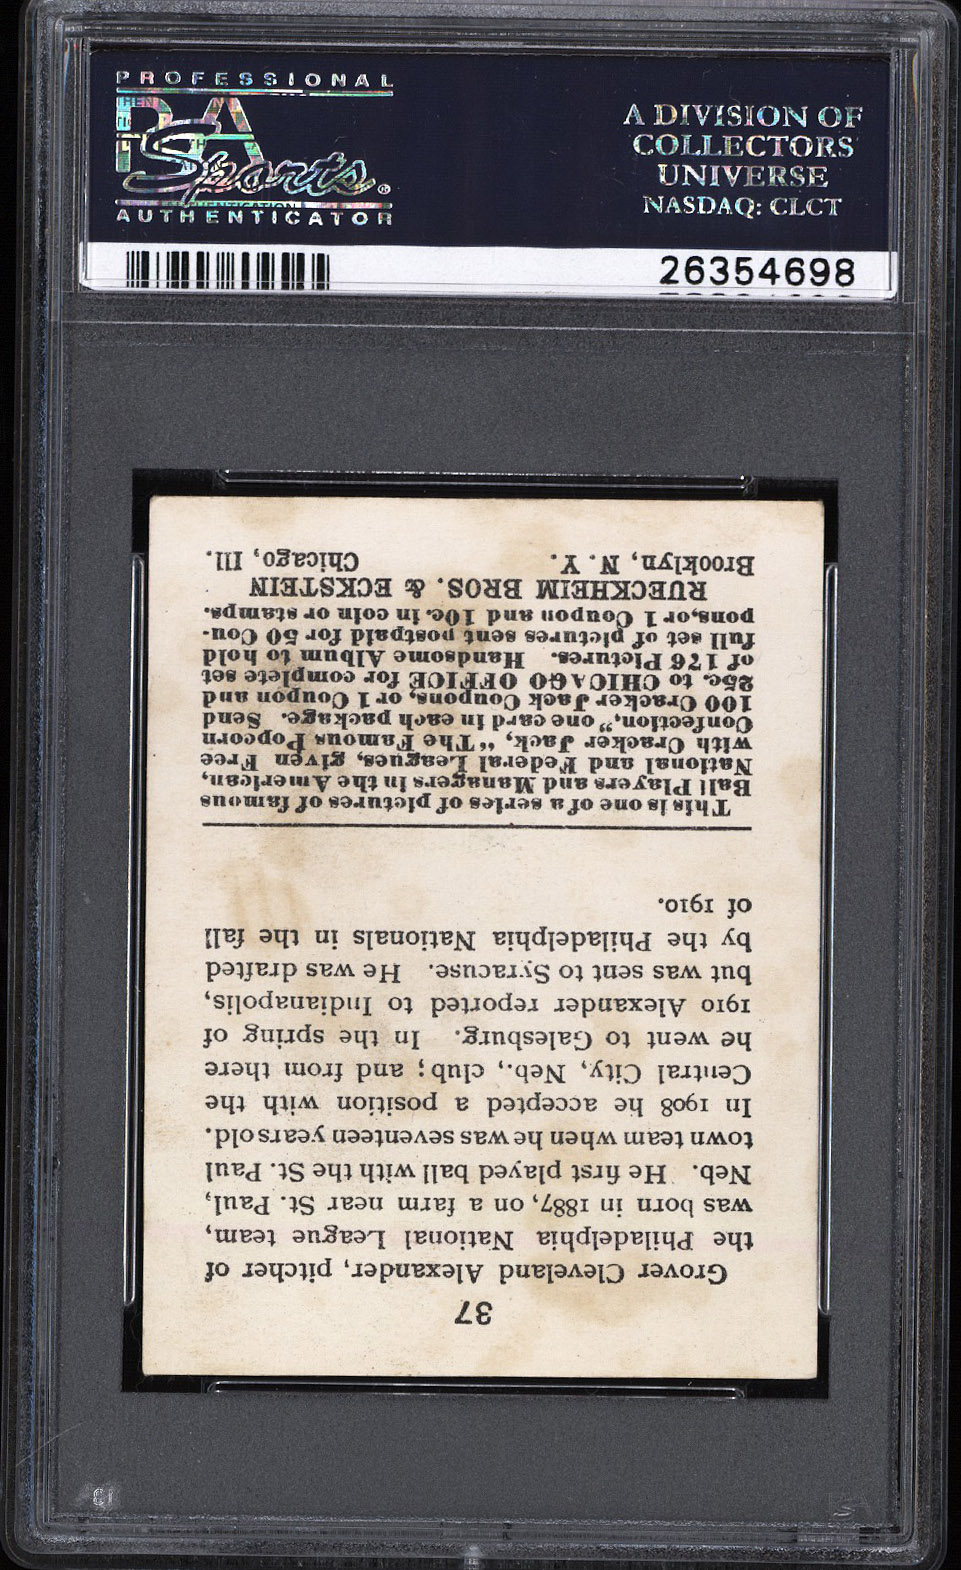 PROFESSIONAL
PSA
Sports®
AUTHENTICATOR
A DIVISION OF
COLLECTORS
UNIVERSE
NASDAQ: CLCT
26354698
37
Grover Cleveland Alexander, pitcher of
the Philadelphia National League team,
was born in 1887, on a farm near St. Paul,
Neb. He first played ball with the St. Paul
town team when he was seventeen years old.
In 1908 he accepted a position with the
Central City, Neb., club; and from there
he went to Galesburg. In the spring of
1910 Alexander reported to Indianapolis,
but was sent to Syracuse. He was drafted
by the Philadelphia Nationals in the fall
of 1910.
This is one of a series of pictures of famous
Ball Players and Managers in the American,
National and Federal Leagues, given Free
with Cracker Jack, “The Famous Popcorn
Confection,” one card in each package. Send
100 Cracker Jack Coupons, or 1 Coupon and
25c. to CHICAGO OFFICE for complete set
of 176 Pictures. Handsome Album to hold
full set of pictures sent postpaid for 50 Cou-
pons, or 1 Coupon and 10c. in coin or stamps.
RUECKHEIM BROS. & ECKSTEIN
Brooklyn, N. Y. Chicago, Ill.